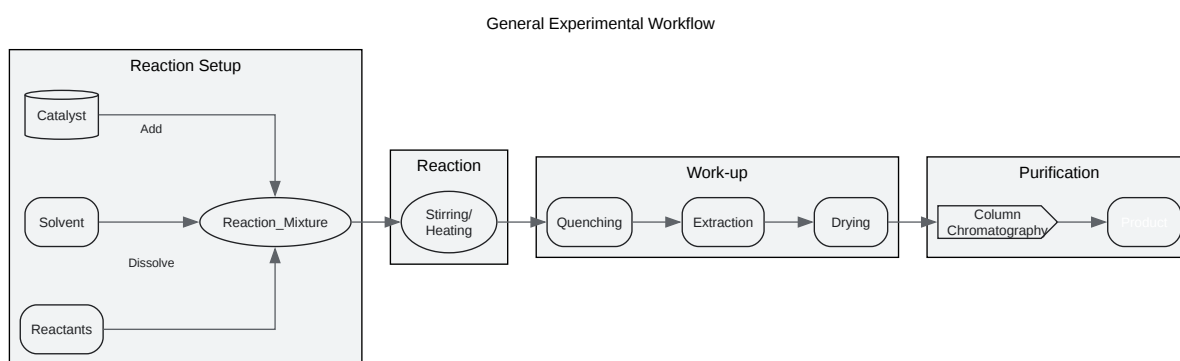 General Experimental Workflow
Reaction Setup
Catalyst
Add
Solvent
Reaction_Mixture
Dissolve
Reactants
Reaction
Stirring/
Heating
Work-up
Quenching
Extraction
Drying
Purification
Column
Chromatography
Product